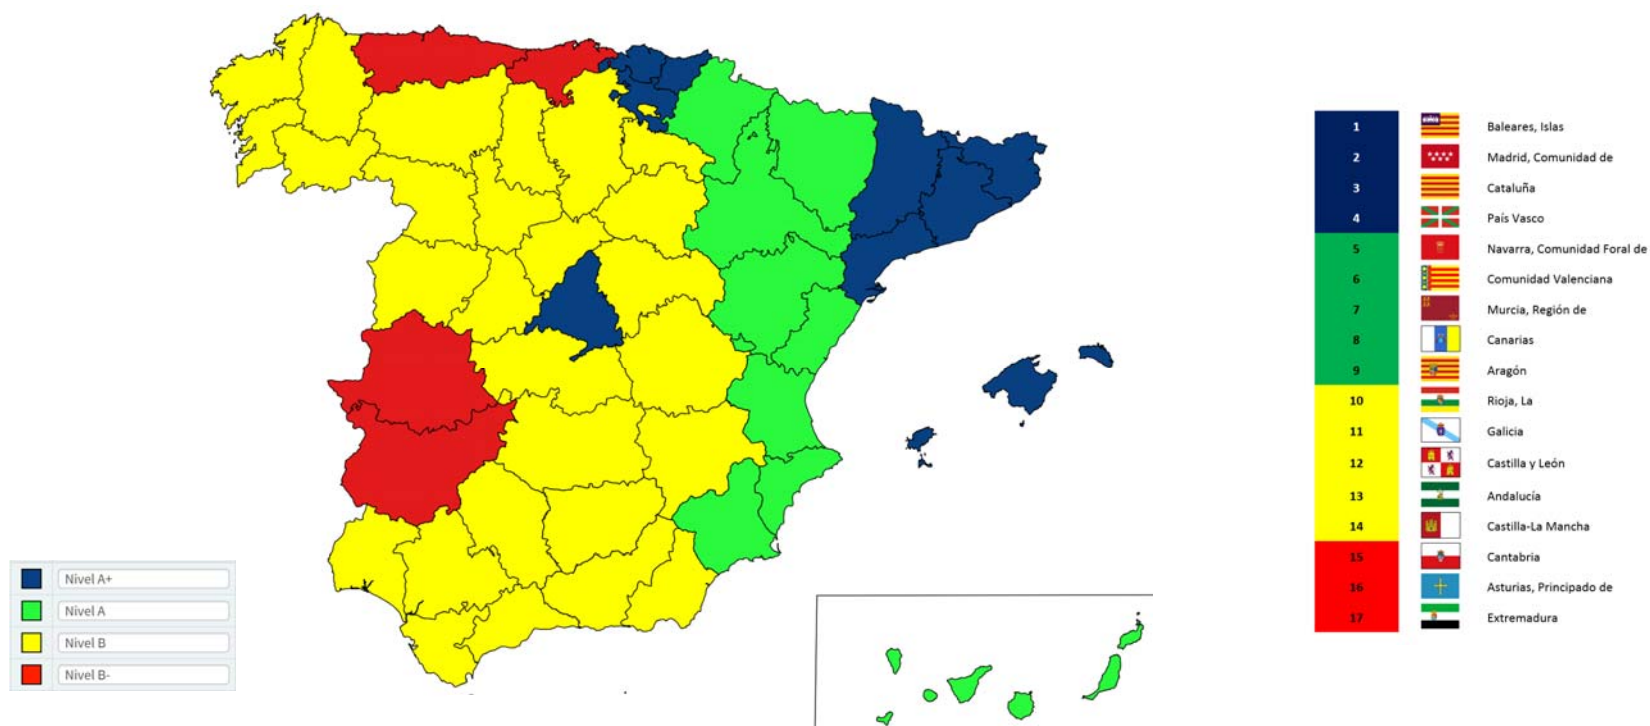 Nivel A+
Nivel A
Nivel B
Nivel B-
1 Baleares, Islas
2 Madrid, Comunidad de
3 Cataluña
4 País Vasco
5 Navarra, Comunidad Foral de
6 Comunidad Valenciana
7 Murcia, Región de
8 Canarias
9 Aragón
10 Rioja, La
11 Galicia
12 Castilla y León
13 Andalucía
14 Castilla-La Mancha
15 Cantabria
16 Asturias, Principado de
17 Extremadura